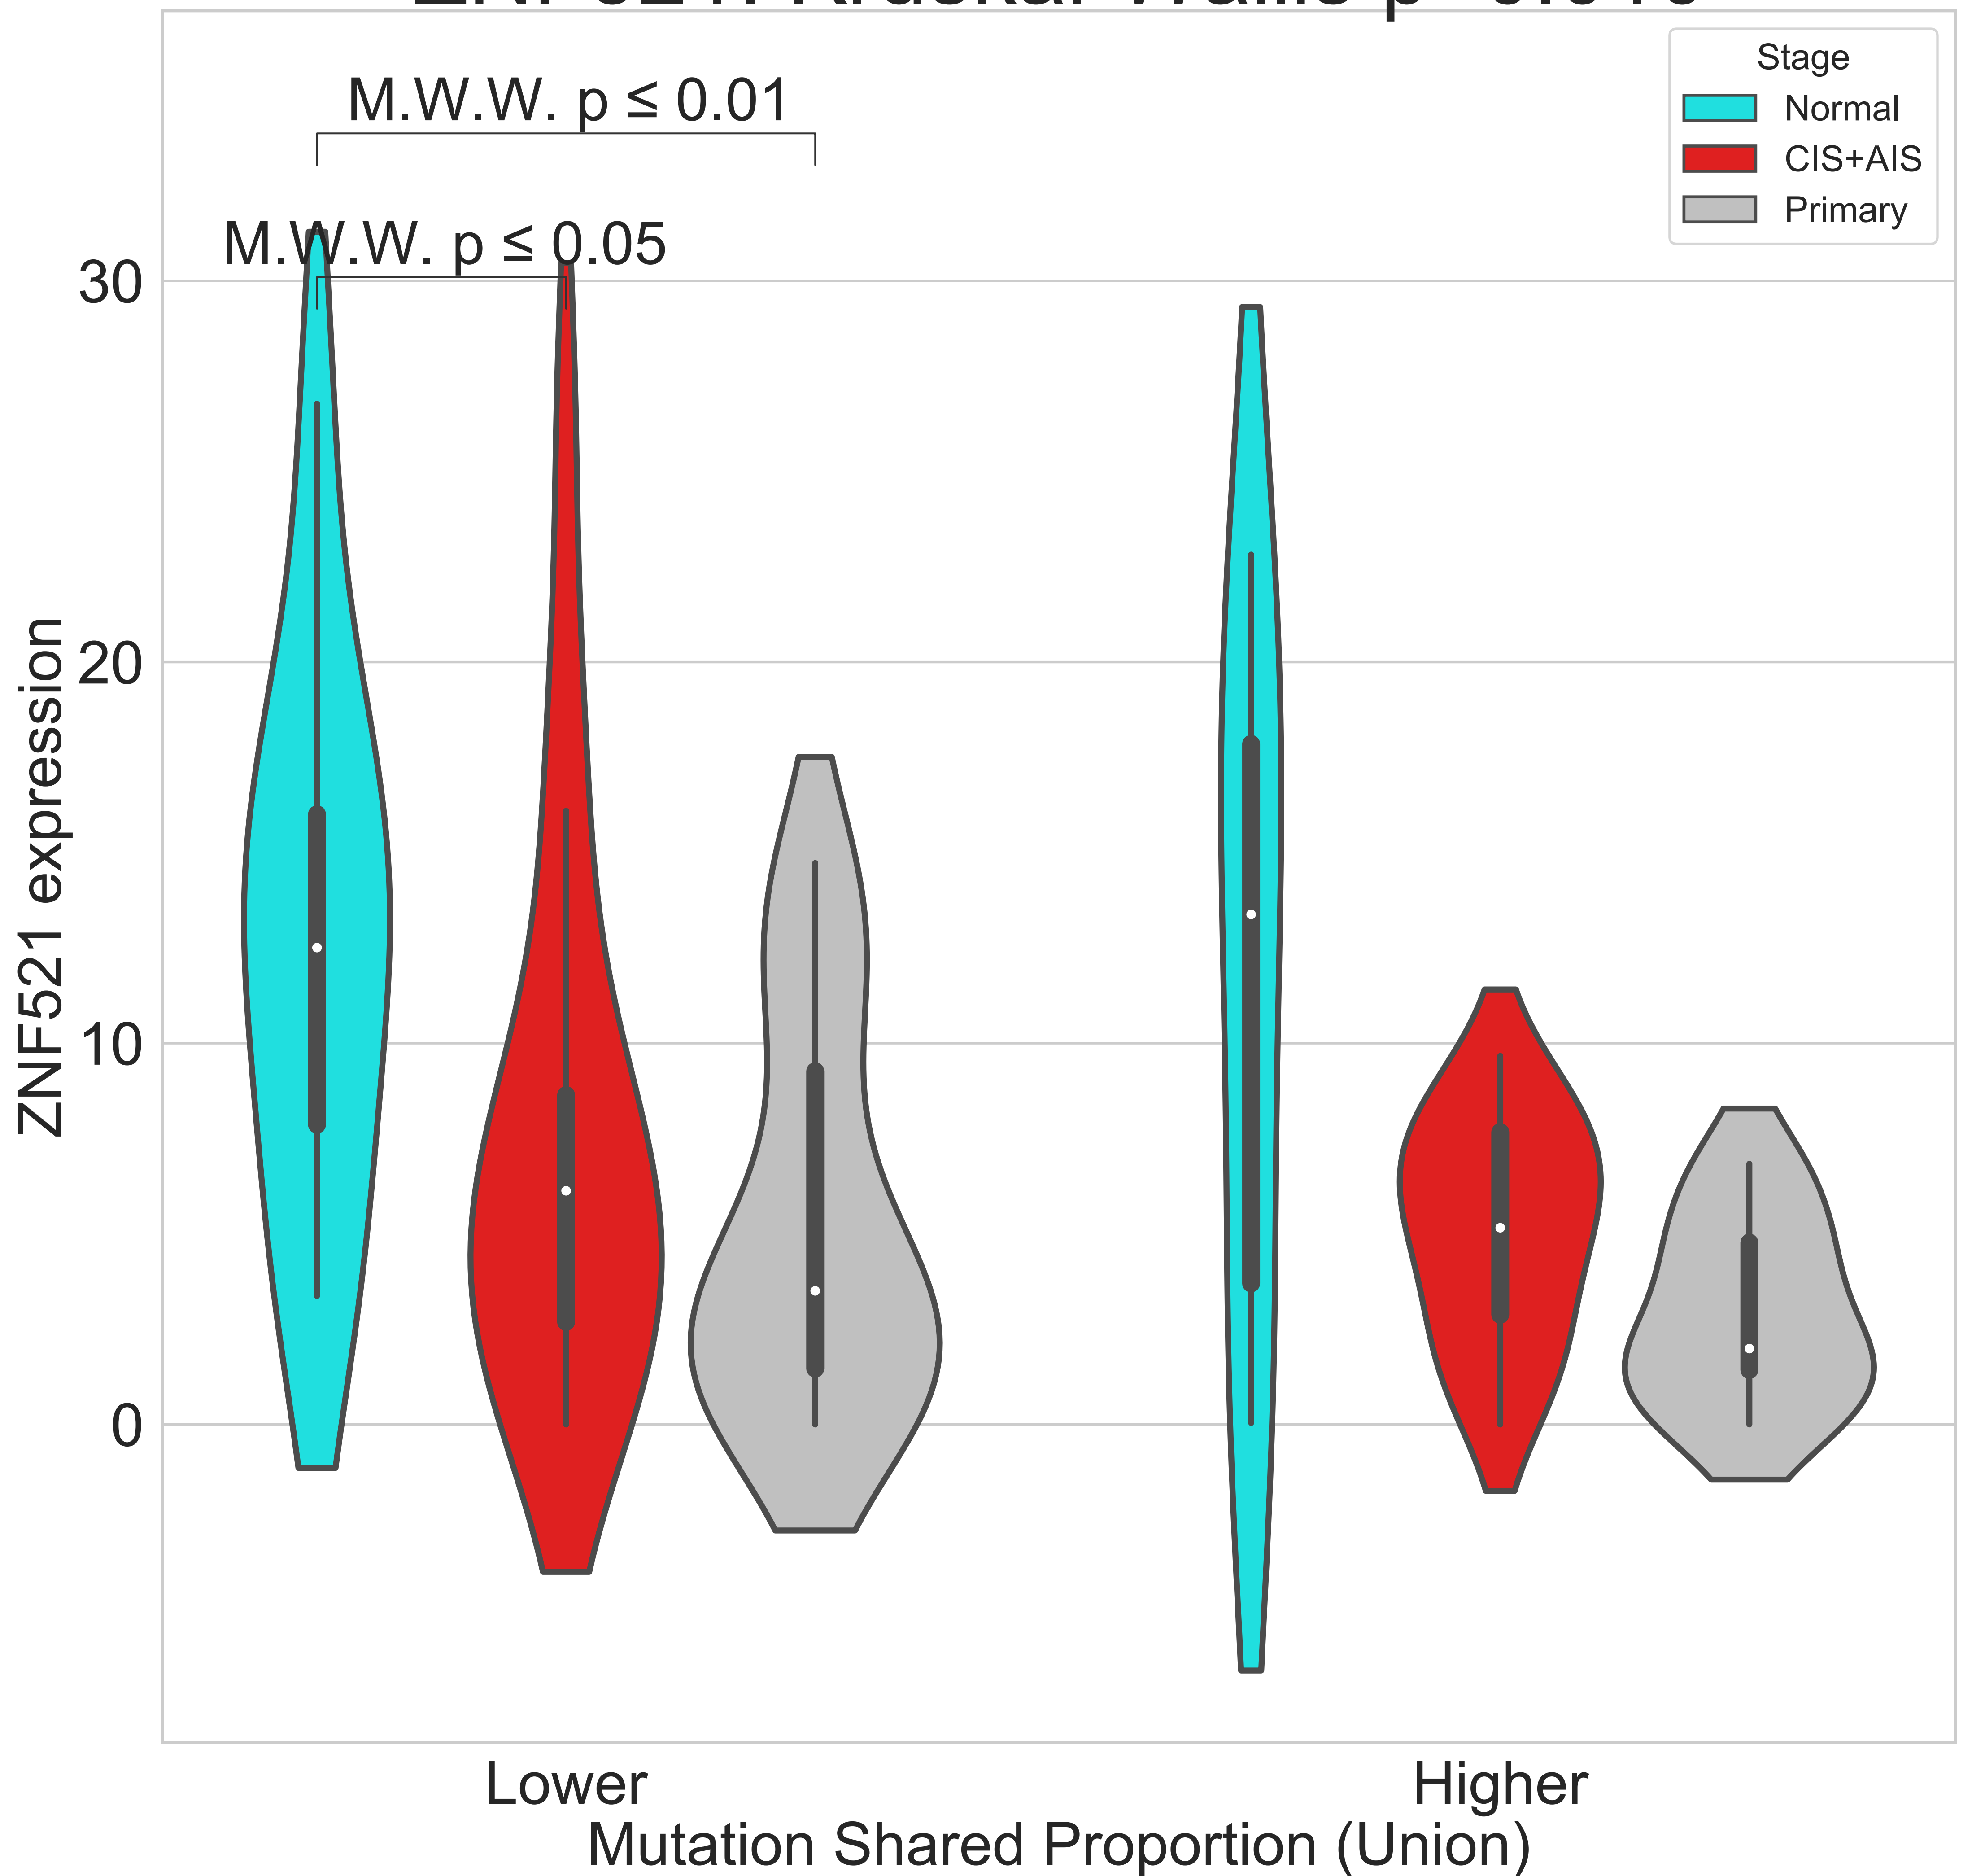 Stage
Normal
CIS+AIS
Primary
M.W.W. p ≤ 0.01
M.W.W. p ≤ 0.05
30
20
10
0
ZNF521 expression
Lower
Higher
Mutation Shared Proportion (Union)